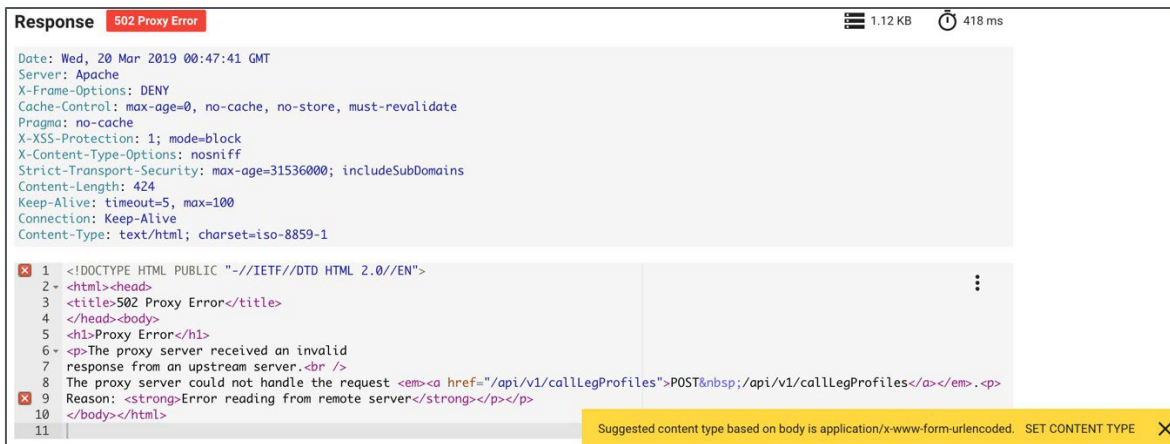 Response 502 Proxy Error 1.12 KB 418 ms
Date: Wed, 20 Mar 2019 00:47:41 GMT
Server: Apache
X-Frame-Options: DENY
Cache-Control: max-age=0, no-cache, no-store, must-revalidate
Pragma: no-cache
X-XSS-Protection: 1; mode=block
X-Content-Type-Options: nosniff
Strict-Transport-Security: max-age=31536000; includeSubDomains
Content-Length: 424
Keep-Alive: timeout=5, max=100
Connection: Keep-Alive
Content-Type: text/html; charset=iso-8859-1
1 <!DOCTYPE HTML PUBLIC "-//IETF//DTD HTML 2.0//EN">
2 <html><head>
3 <title>502 Proxy Error</title>
4 </head><body>
5 <h1>Proxy Error</h1>
6 <p>The proxy server received an invalid
7 response from an upstream server.<br />
8 The proxy server could not handle the request <em><a href="/api/v1/callLegProfiles">POST&nbsp;/api/v1/callLegProfiles</a></em>.<p>
9 Reason: <strong>Error reading from remote server</strong></p></p>
10 </body></html>
11
Suggested content type based on body is application/x-www-form-urlencoded. SET CONTENT TYPE